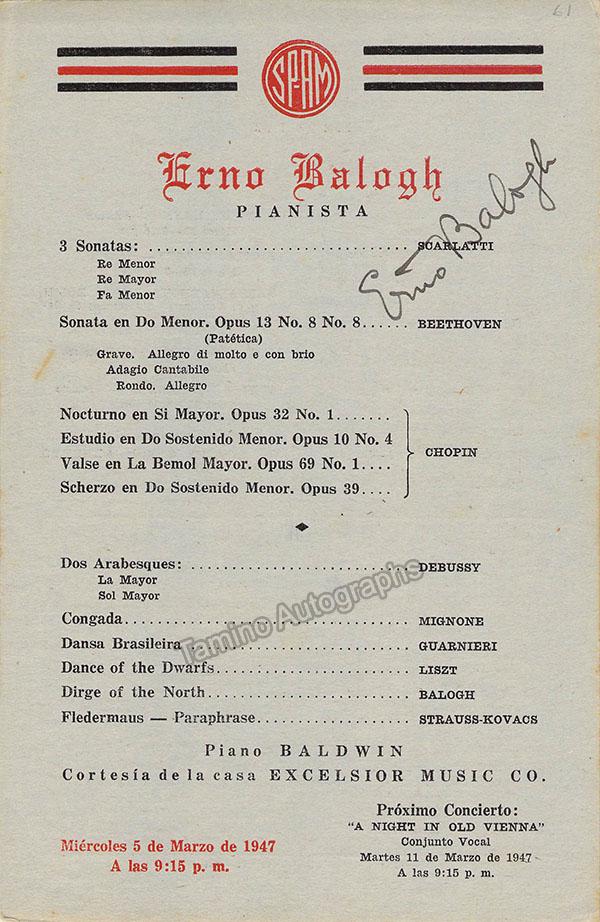 61
SPAM
Erno Balogh
PIANISTA
Erno Balogh
3 Sonatas: ................................ SCARLATTI
Re Menor
Re Mayor
Fa Menor
Sonata en Do Menor. Opus 13 No. 8 No. 8...... BEETHOVEN
(Patética)
Grave. Allegro di molto e con brio
Adagio Cantabile
Rondo. Allegro
Nocturno en Si Mayor. Opus 32 No. 1.......
Estudio en Do Sostenido Menor. Opus 10 No. 4
Valse en La Bemol Mayor. Opus 69 No. 1....
Scherzo en Do Sostenido Menor. Opus 39....
CHOPIN
Dos Arabesques: ........................ DEBUSSY
La Mayor
Sol Mayor
Congada................................ MIGNONE
Dansa Brasileira.......................... GUARNIERI
Dance of the Dwarfs...................... LISZT
Dirge of the North........................ BALOGH
Fledermaus — Paraphrase.................. STRAUSS-KOVACS
Tamino Autographs
Piano BALDWIN
Cortesía de la casa EXCELSIOR MUSIC CO.
Miércoles 5 de Marzo de 1947
A las 9:15 p. m.
Próximo Concierto:
"A NIGHT IN OLD VIENNA"
Conjunto Vocal
Martes 11 de Marzo de 1947
A las 9:15 p. m.